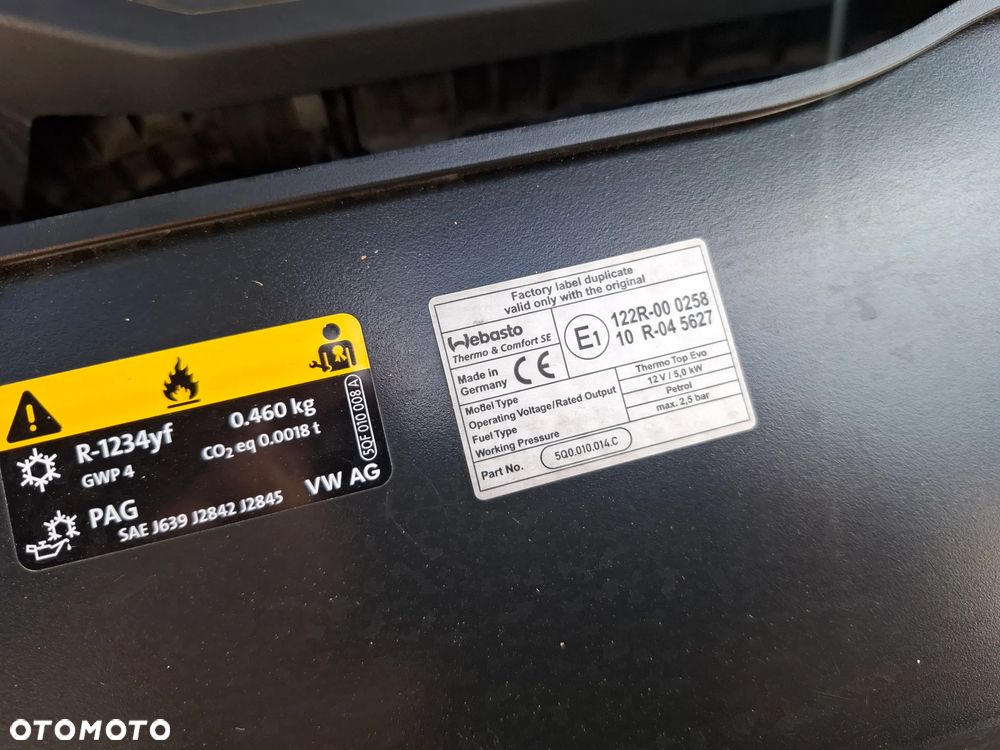 R-1234yf 0.460 kg
GWP 4 CO₂ eq 0.0018 t
5QF 010 008 A
PAG
SAE J639 J2842 J2845 VW AG
Factory label duplicate
valid only with the original
Webasto
Thermo & Comfort SE
E1
122R-00 0258
10 R-04 5627
Made in
Germany
CE
Model Type Thermo Top Evo
Operating Voltage/Rated Output 12 V / 5,0 kW
Fuel Type Petrol
Working Pressure max. 2,5 bar
Part No. 5Q0.010.014.C
OTOMOTO